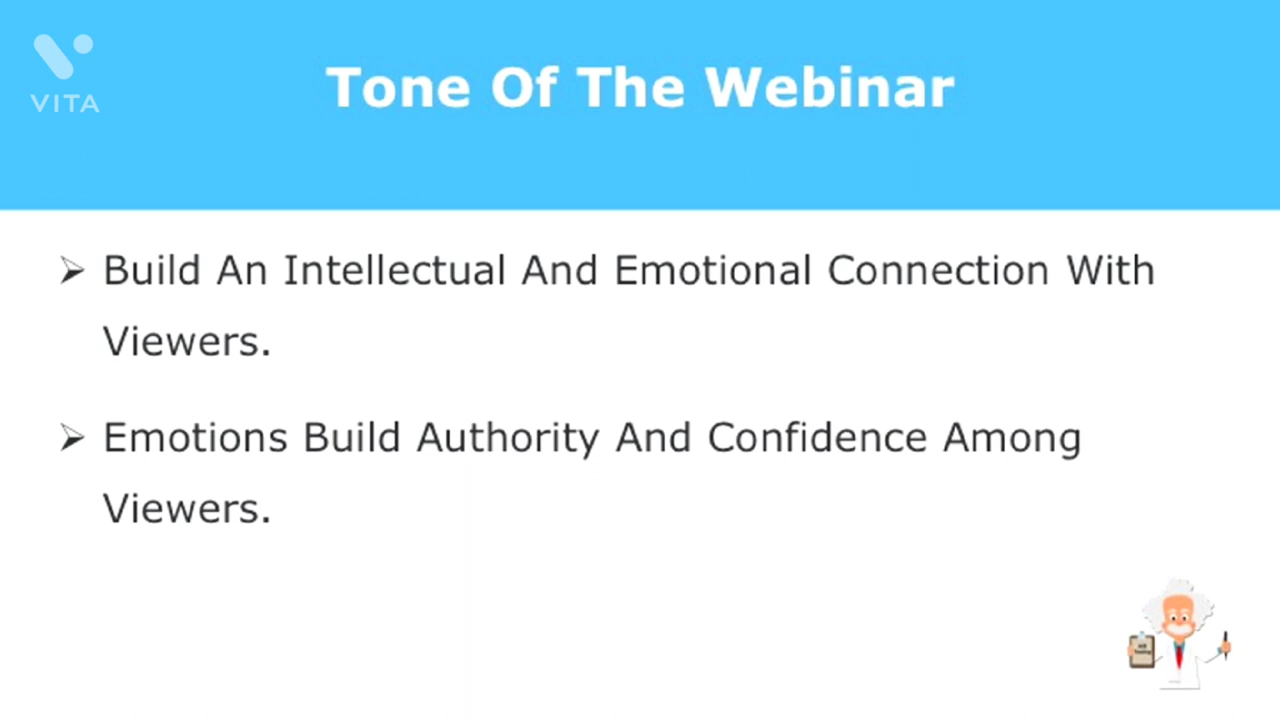 VITA
Tone Of The Webinar
Build An Intellectual And Emotional Connection With
Viewers.
Emotions Build Authority And Confidence Among
Viewers.